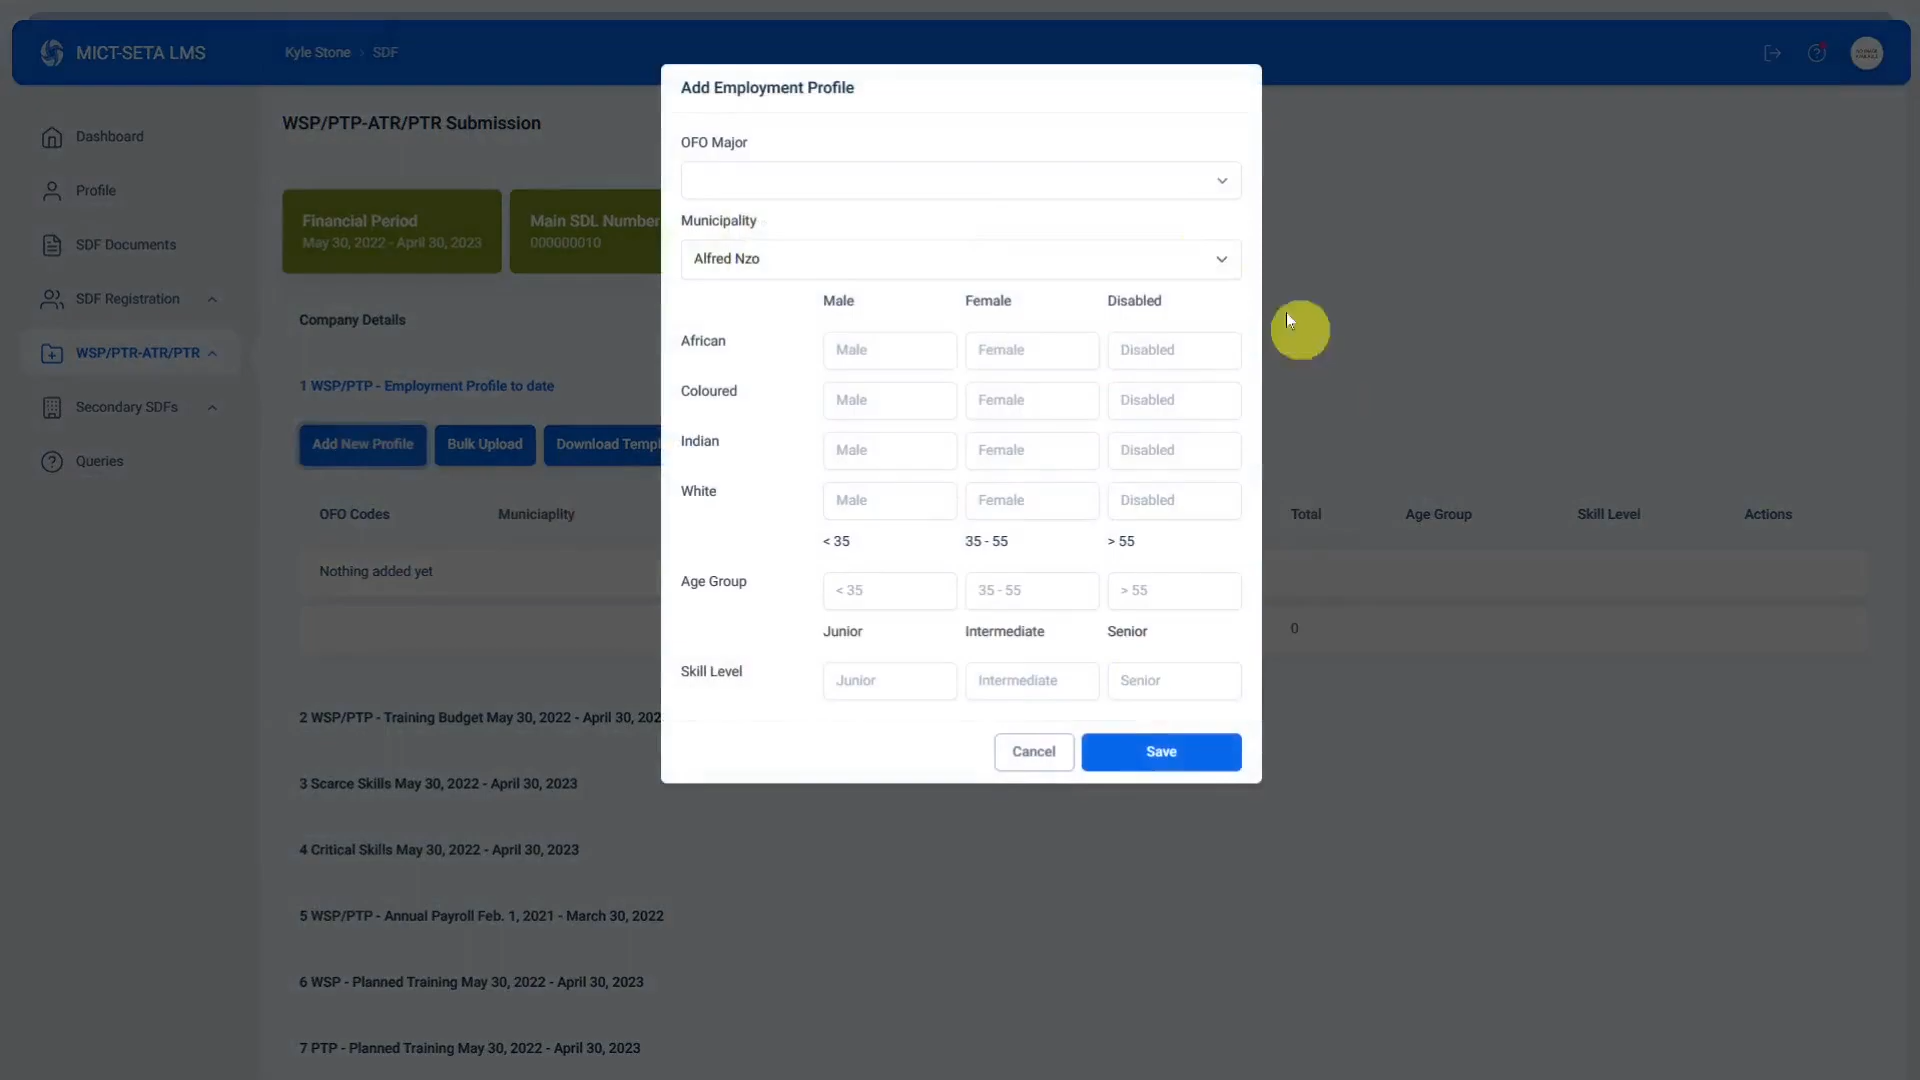 MICT-SETA LMS
Kyle Stone > SDF
Dashboard
Profile
SDF Documents
SDF Registration
WSP/PTR-ATR/PTR
Secondary SDFs
Queries
WSP/PTP-ATR/PTR Submission
Financial Period
May 30, 2022 - April 30, 2023
Main SDL Number
000000010
Company Details
1 WSP/PTP - Employment Profile to date
Add New Profile
Bulk Upload
Download Templ
OFO Codes
Municiaplity
Total
Age Group
Skill Level
Actions
Nothing added yet
0
2 WSP/PTP - Training Budget May 30, 2022 - April 30, 202
3 Scarce Skills May 30, 2022 - April 30, 2023
4 Critical Skills May 30, 2022 - April 30, 2023
5 WSP/PTP - Annual Payroll Feb. 1, 2021 - March 30, 2022
6 WSP - Planned Training May 30, 2022 - April 30, 2023
7 PTP - Planned Training May 30, 2022 - April 30, 2023
Add Employment Profile
OFO Major
Municipality
Alfred Nzo
Male Female Disabled
African Male Female Disabled
Coloured Male Female Disabled
Indian Male Female Disabled
White Male Female Disabled
< 35 35 - 55 > 55
Age Group < 35 35 - 55 > 55
Junior Intermediate Senior
Skill Level Junior Intermediate Senior
Cancel Save